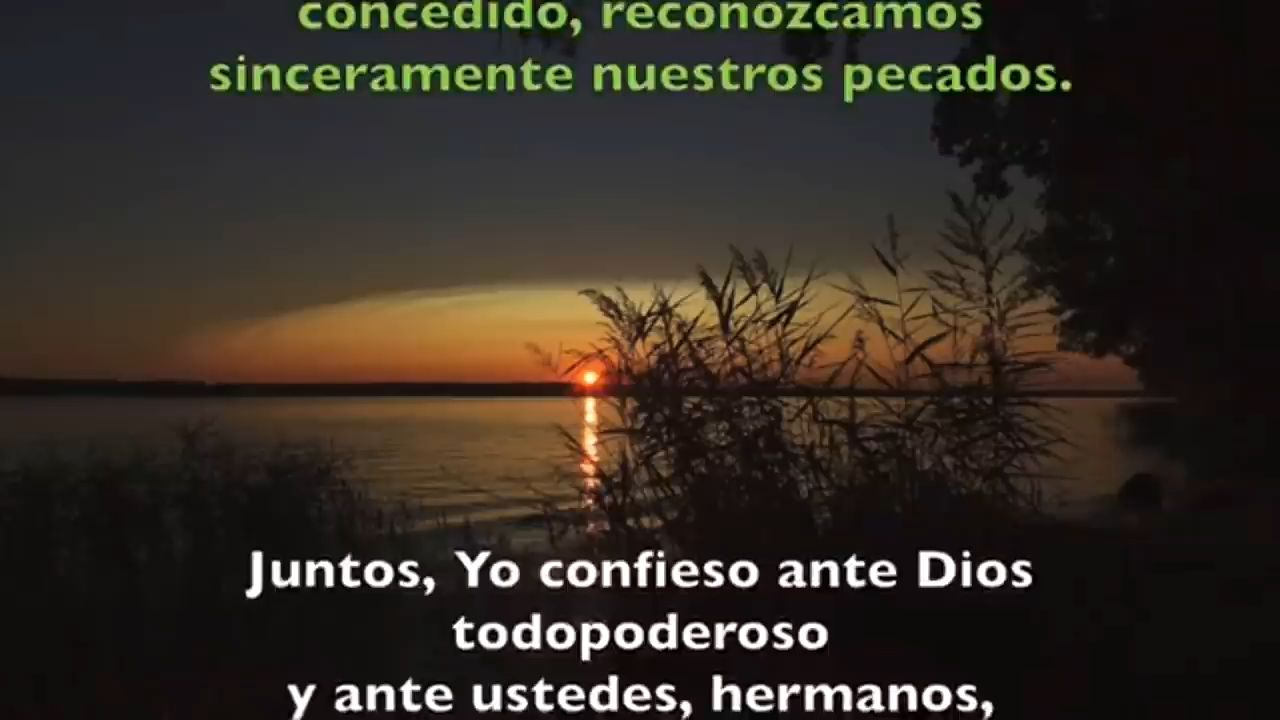 concedido, reconozcamos
sinceramente nuestros pecados.
Juntos, Yo confieso ante Dios
todopoderoso
y ante ustedes, hermanos,